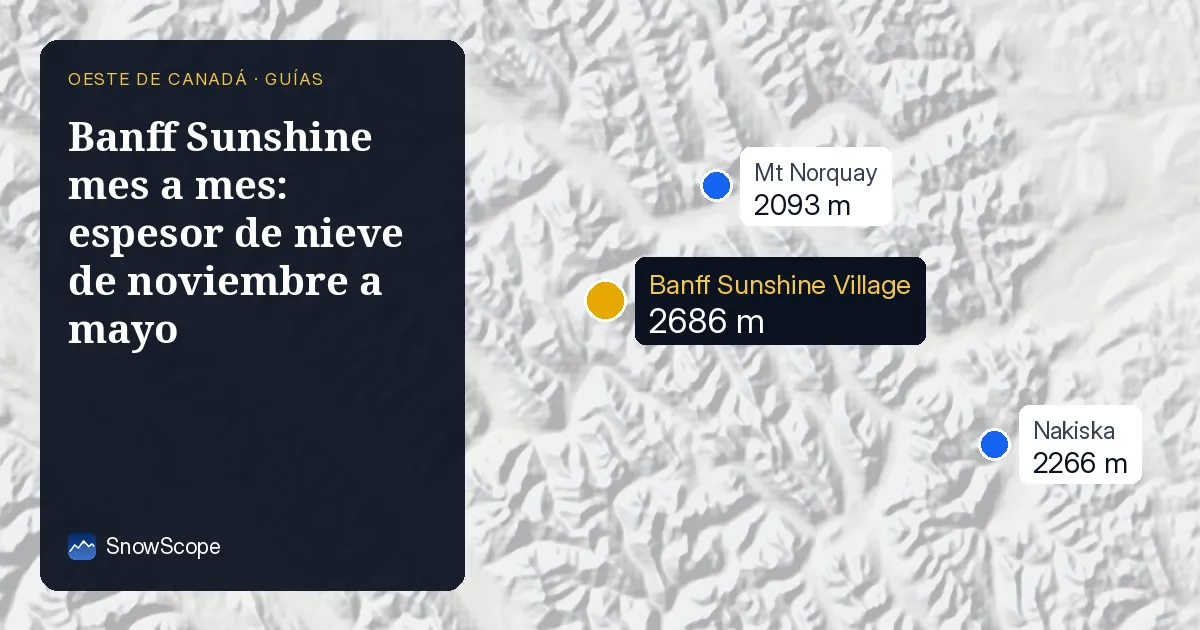 OESTE DE CANADÁ · GUÍAS
Banff Sunshine
mes a mes:
espesor de nieve
de noviembre a
mayo
SnowScope
Mt Norquay
2093 m
Banff Sunshine Village
2686 m
Nakiska
2266 m